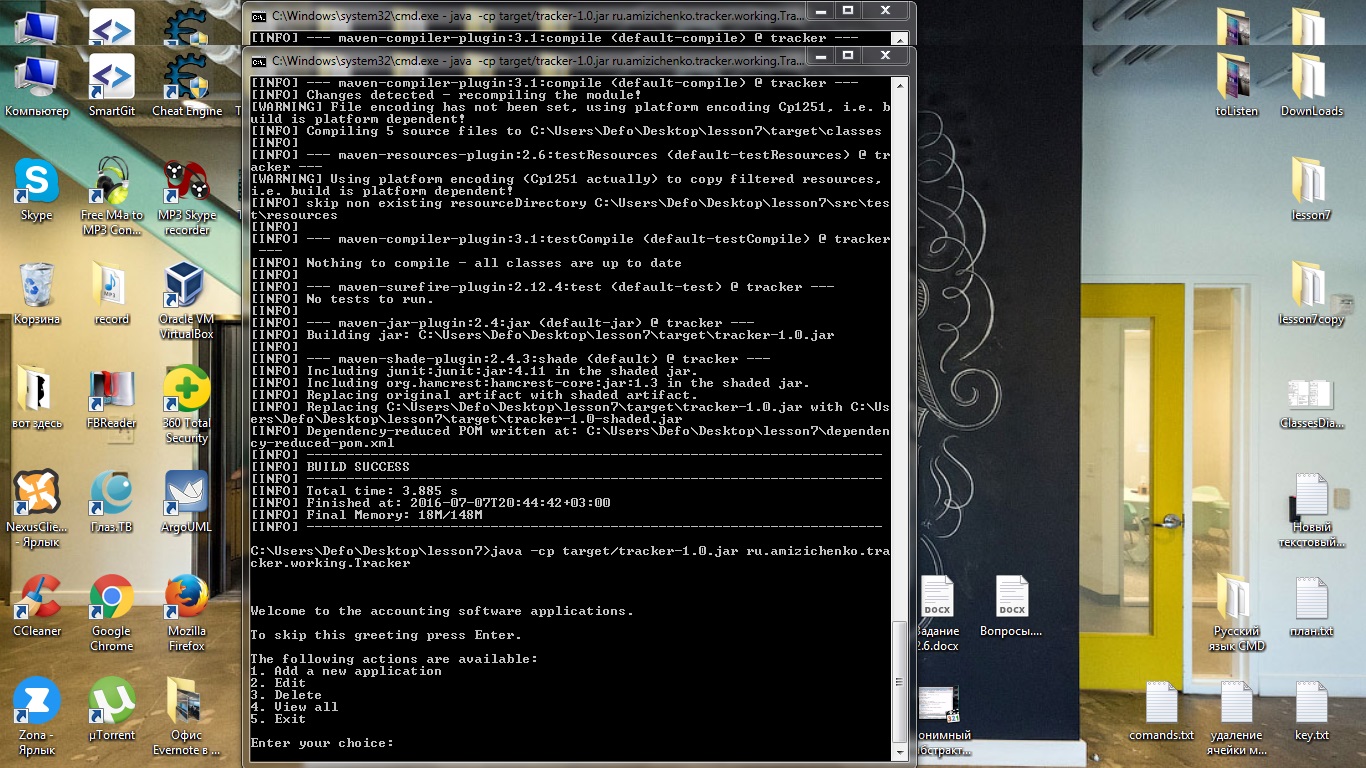 C:\Windows\system32\cmd.exe - java -cp target/tracker-1.0.jar ru.amizichenko.tracker.working.Tra...
[INFO] --- maven-compiler-plugin:3.1:compile (default-compile) @ tracker ---
C:\Windows\system32\cmd.exe - java -cp target/tracker-1.0.jar ru.amizichenko.tracker.working.Tra...
[INFO] --- maven-compiler-plugin:3.1:compile (default-compile) @ tracker ---
[INFO] Changes detected - recompiling the module!
[WARNING] File encoding has not been set, using platform encoding Cp1251, i.e. b
uild is platform dependent!
[INFO] Compiling 5 source files to C:\Users\Defo\Desktop\lesson7\target\classes
[INFO]
[INFO] --- maven-resources-plugin:2.6:testResources (default-testResources) @ tr
acker ---
[WARNING] Using platform encoding (Cp1251 actually) to copy filtered resources,
i.e. build is platform dependent!
[INFO] skip non existing resourceDirectory C:\Users\Defo\Desktop\lesson7\src\tes
t\resources
[INFO]
[INFO] --- maven-compiler-plugin:3.1:testCompile (default-testCompile) @ tracker
---
[INFO] Nothing to compile - all classes are up to date
[INFO]
[INFO] --- maven-surefire-plugin:2.12.4:test (default-test) @ tracker ---
[INFO] No tests to run.
[INFO]
[INFO] --- maven-jar-plugin:2.4:jar (default-jar) @ tracker ---
[INFO] Building jar: C:\Users\Defo\Desktop\lesson7\target\tracker-1.0.jar
[INFO]
[INFO] --- maven-shade-plugin:2.4.3:shade (default) @ tracker ---
[INFO] Including junit:junit:jar:4.11 in the shaded jar.
[INFO] Including org.hamcrest:hamcrest-core:jar:1.3 in the shaded jar.
[INFO] Replacing original artifact with shaded artifact.
[INFO] Replacing C:\Users\Defo\Desktop\lesson7\target\tracker-1.0.jar with C:\Us
ers\Defo\Desktop\lesson7\target\tracker-1.0-shaded.jar
[INFO] Dependency-reduced POM written at: C:\Users\Defo\Desktop\lesson7\dependen
cy-reduced-pom.xml
[INFO] ------------------------------------------------------------------------
[INFO] BUILD SUCCESS
[INFO] ------------------------------------------------------------------------
[INFO] Total time: 3.885 s
[INFO] Finished at: 2016-07-07T20:44:42+03:00
[INFO] Final Memory: 18M/148M
[INFO] ------------------------------------------------------------------------
C:\Users\Defo\Desktop\lesson7>java -cp target/tracker-1.0.jar ru.amizichenko.tra
cker.working.Tracker
Welcome to the accounting software applications.
To skip this greeting press Enter.
The following actions are available:
1. Add a new application
2. Edit
3. Delete
4. View all
5. Exit
Enter your choice:
Компьютер
SmartGit
Cheat Engine
Skype
Free M4a to
MP3 Con...
MP3 Skype
recorder
Корзина
MP3
record
Oracle VM
VirtualBox
вот здесь
FBReader
360 Total
Security
NexusClie...
- Ярлык
Глаз.ТВ
ArgoUML
CCleaner
Google
Chrome
Mozilla
Firefox
Zona -
Ярлык
µTorrent
Офис
Evernote в ...
toListen
DownLoads
lesson7
lesson7copy
ClassesDia...
Новый
текстовый...
DOCX
Задание
2.6.docx
DOCX
Вопросы....
Русский
язык CMD
план.txt
321
comands.txt
удаление
ячейки м...
key.txt